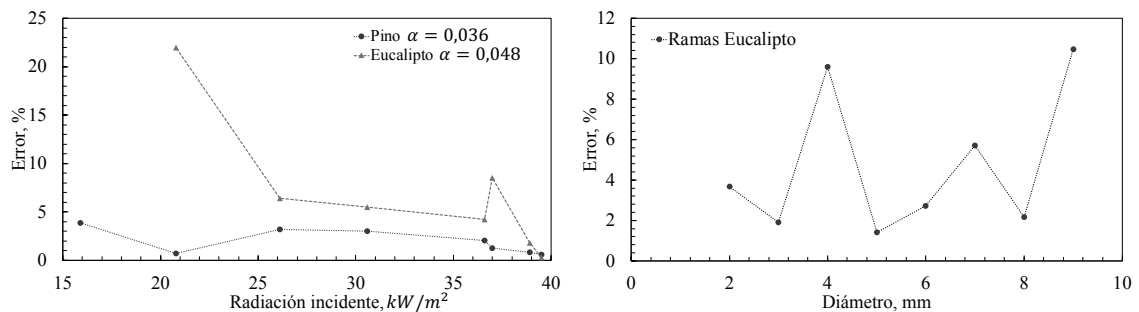 25
20
15
10
5
0
Error, %
Pino α = 0,036
Eucalipto α = 0,048
15 20 25 30 35 40
Radiación incidente, kW/m²
12
10
8
6
4
2
0
Error, %
Ramas Eucalipto
0 2 4 6 8 10
Diámetro, mm